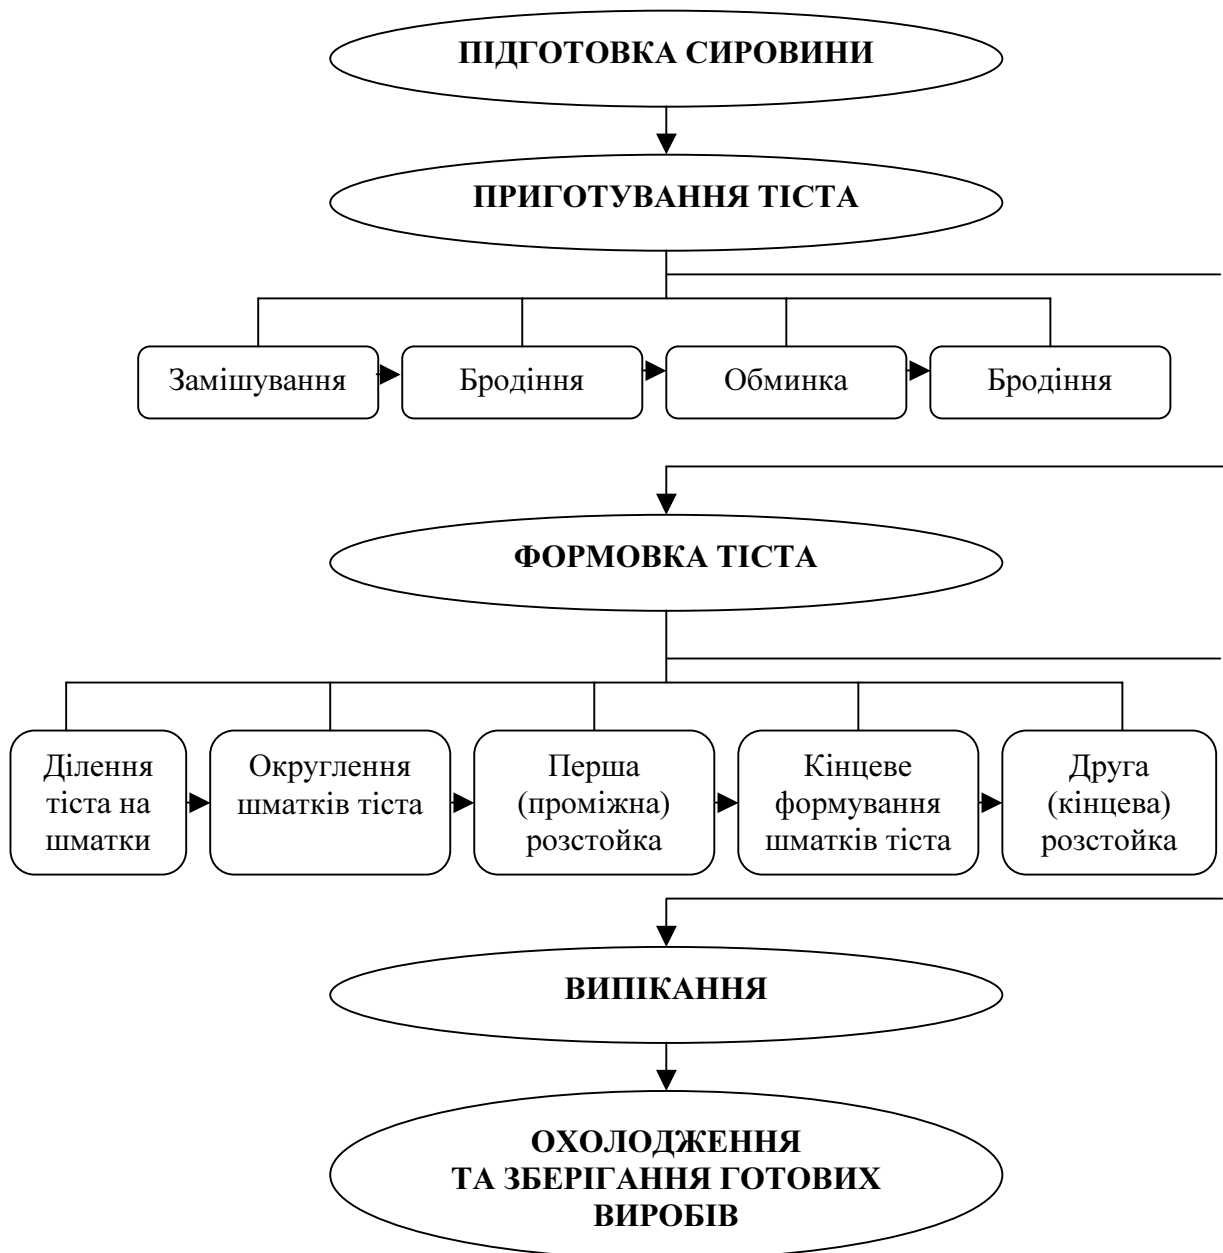 ПІДГОТОВКА СИРОВИНИ
ПРИГОТУВАННЯ ТІСТА
Замішування
Бродіння
Обминка
Бродіння
ФОРМОВКА ТІСТА
Ділення
тіста на
шматки
Округлення
шматків тіста
Перша
(проміжна)
розстойка
Кінцеве
формування
шматків тіста
Друга
(кінцева)
розстойка
ВИПІКАННЯ
ОХОЛОДЖЕННЯ
ТА ЗБЕРІГАННЯ ГОТОВИХ
ВИРОБІВ